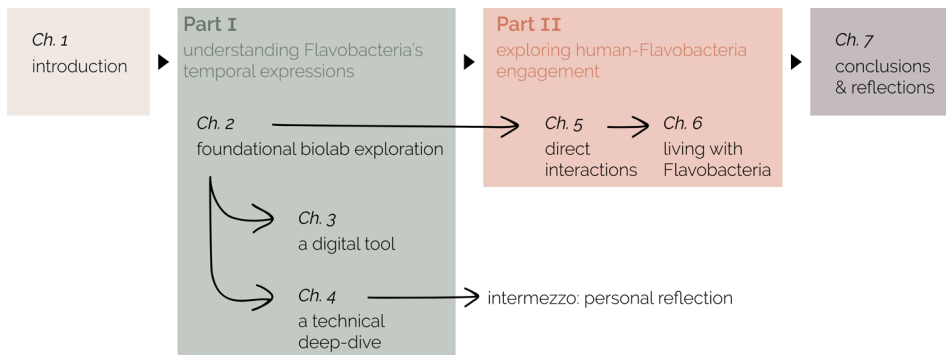 Ch. 1
introduction
Part I
understanding Flavobacteria's
temporal expressions
Ch. 2
foundational biolab exploration
Ch. 3
a digital tool
Ch. 4
a technical
deep-dive
intermezzo: personal reflection
Part II
exploring human-Flavobacteria
engagement
Ch. 5
direct
interactions
Ch. 6
living with
Flavobacteria
Ch. 7
conclusions
& reflections